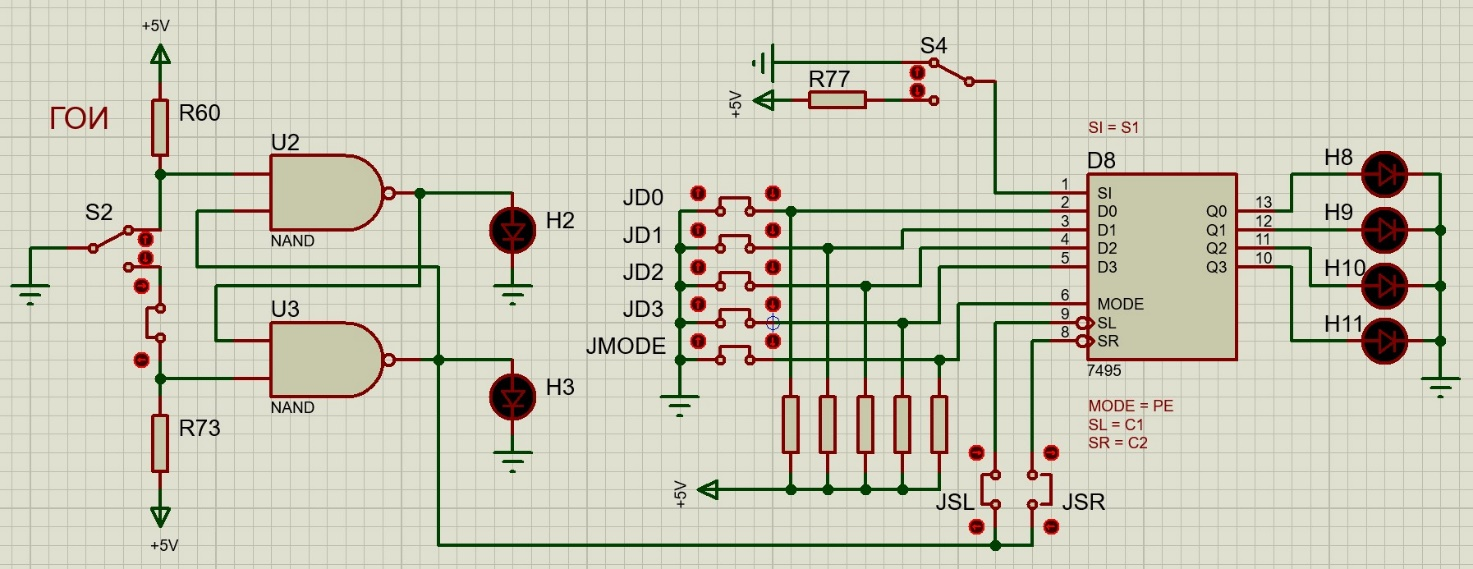 +5V
ГОИ
R60
U2
S2
NAND
H2
U3
NAND
H3
R73
+5V
S4
R77
+5V
JD0
JD1
JD2
JD3
JMODE
+5V
JSL
JSR
SI = S1
D8
1
SI
2
D0
3
D1
4
D2
5
D3
6
MODE
9
SL
8
SR
Q0
13
Q1
12
Q2
11
Q3
10
7495
MODE = PE
SL = C1
SR = C2
H8
H9
H10
H11